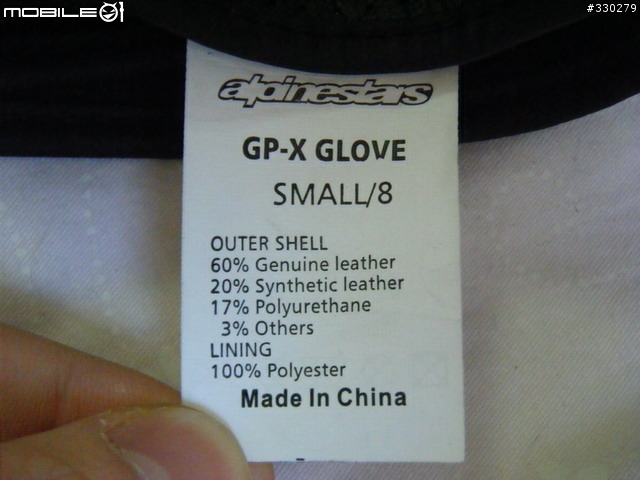 MOBILE01
#330279
alpinestars
GP-X GLOVE
SMALL/8
OUTER SHELL
60% Genuine leather
20% Synthetic leather
17% Polyurethane
3% Others
LINING
100% Polyester
Made In China